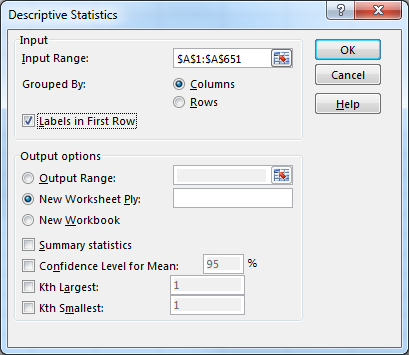 Descriptive Statistics
Input
Input Range: $A$1:$A$651
Grouped By: Columns
Rows
Labels in First Row
OK
Cancel
Help
Output options
Output Range:
New Worksheet Ply:
New Workbook
Summary statistics
Confidence Level for Mean: 95 %
Kth Largest: 1
Kth Smallest: 1